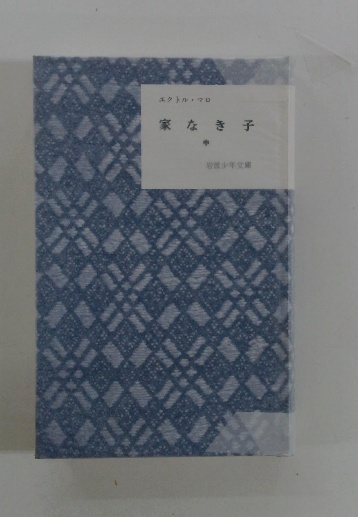 エクトル・マロ
家なき子
中
岩波少年文庫